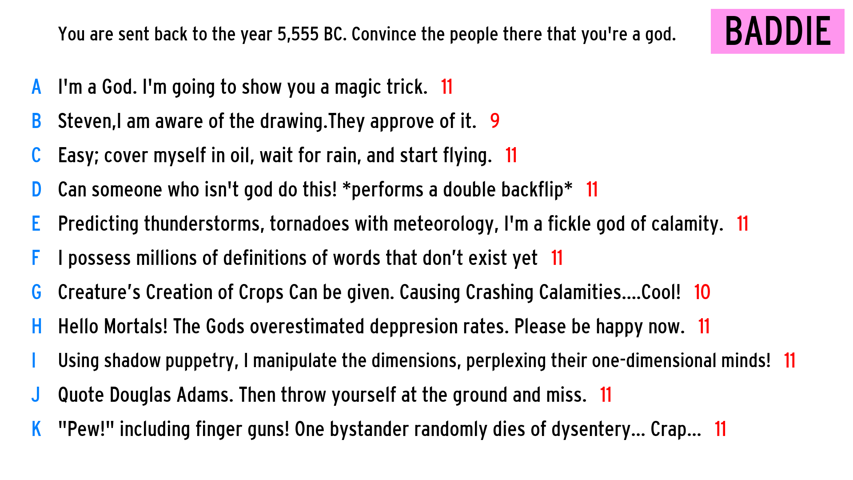 You are sent back to the year 5,555 BC. Convince the people there that you're a god. BADDIE
A I'm a God. I'm going to show you a magic trick. 11
B Steven,I am aware of the drawing.They approve of it. 9
C Easy; cover myself in oil, wait for rain, and start flying. 11
D Can someone who isn't god do this! *performs a double backflip* 11
E Predicting thunderstorms, tornadoes with meteorology, I'm a fickle god of calamity. 11
F I possess millions of definitions of words that don’t exist yet 11
G Creature’s Creation of Crops Can be given. Causing Crashing Calamities....Cool! 10
H Hello Mortals! The Gods overestimated deppresion rates. Please be happy now. 11
I Using shadow puppetry, I manipulate the dimensions, perplexing their one-dimensional minds! 11
J Quote Douglas Adams. Then throw yourself at the ground and miss. 11
K "Pew!" including finger guns! One bystander randomly dies of dysentery... Crap... 11